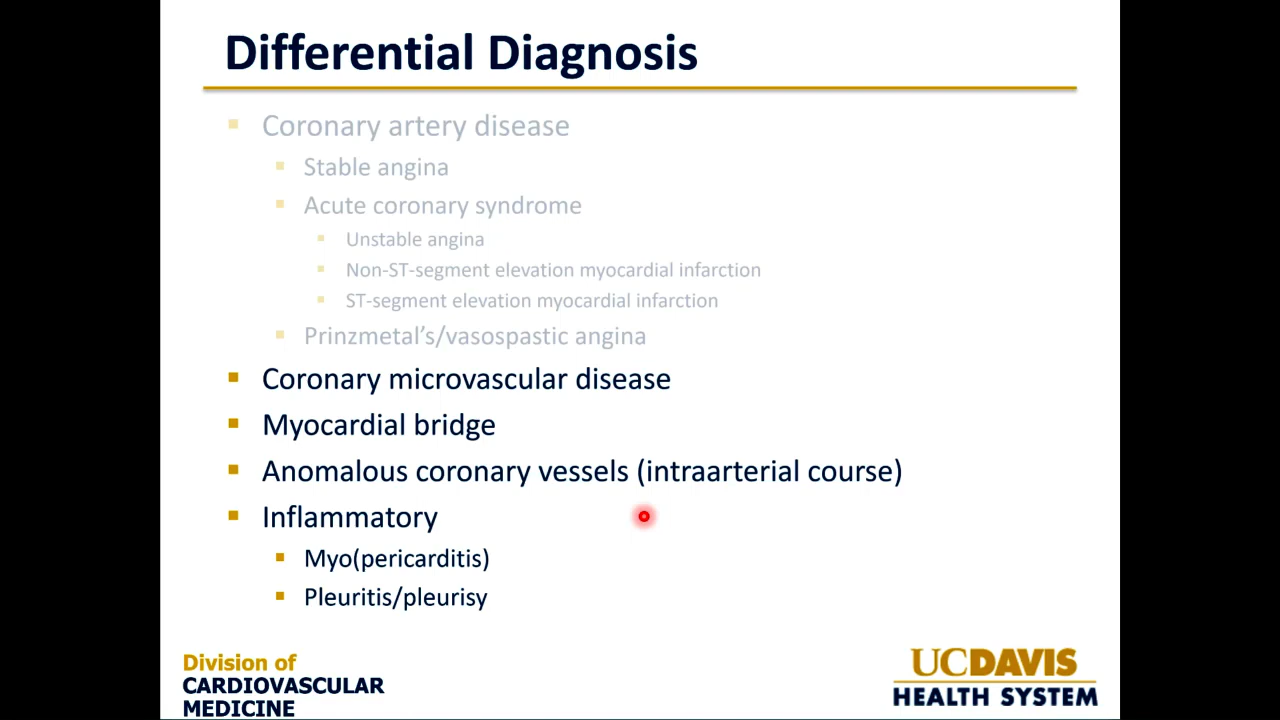 Differential Diagnosis
Coronary artery disease
Stable angina
Acute coronary syndrome
Unstable angina
Non-ST-segment elevation myocardial infarction
ST-segment elevation myocardial infarction
Prinzmetal's/vasospastic angina
Coronary microvascular disease
Myocardial bridge
Anomalous coronary vessels (intraarterial course)
Inflammatory
Myo(pericarditis)
Pleuritis/pleurisy
Division of
CARDIOVASCULAR
MEDICINE
UCDAVIS
HEALTH SYSTEM